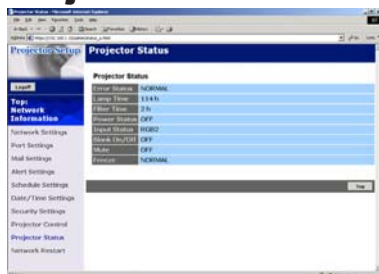 Projector Setup
Projector Status
Logoff
Top:
Network
Information
Network Settings
Port Settings
Mail Settings
Alert Settings
Schedule Settings
Date/Time Settings
Security Settings
Projector Control
Projector Status
Network Restart
Projector Status
Error Status NORMAL
Lamp Time 114 h
Filter Time 2 h
Power Status OFF
Input Status RGB2
Blank On/Off OFF
Mute OFF
Freeze NORMAL
Top